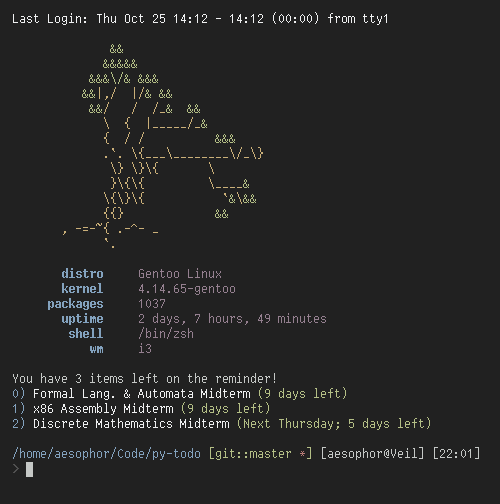 Last Login: Thu Oct 25 14:12 - 14:12 (00:00) from tty1
distro Gentoo Linux
kernel 4.14.65-gentoo
packages 1037
uptime 2 days, 7 hours, 49 minutes
shell /bin/zsh
wm i3
You have 3 items left on the reminder!
0) Formal Lang. & Automata Midterm (9 days left)
1) x86 Assembly Midterm (9 days left)
2) Discrete Mathematics Midterm (Next Thursday; 5 days left)
/home/aesophor/Code/py-todo [git::master *] [aesophor@Veil] [22:01]
>